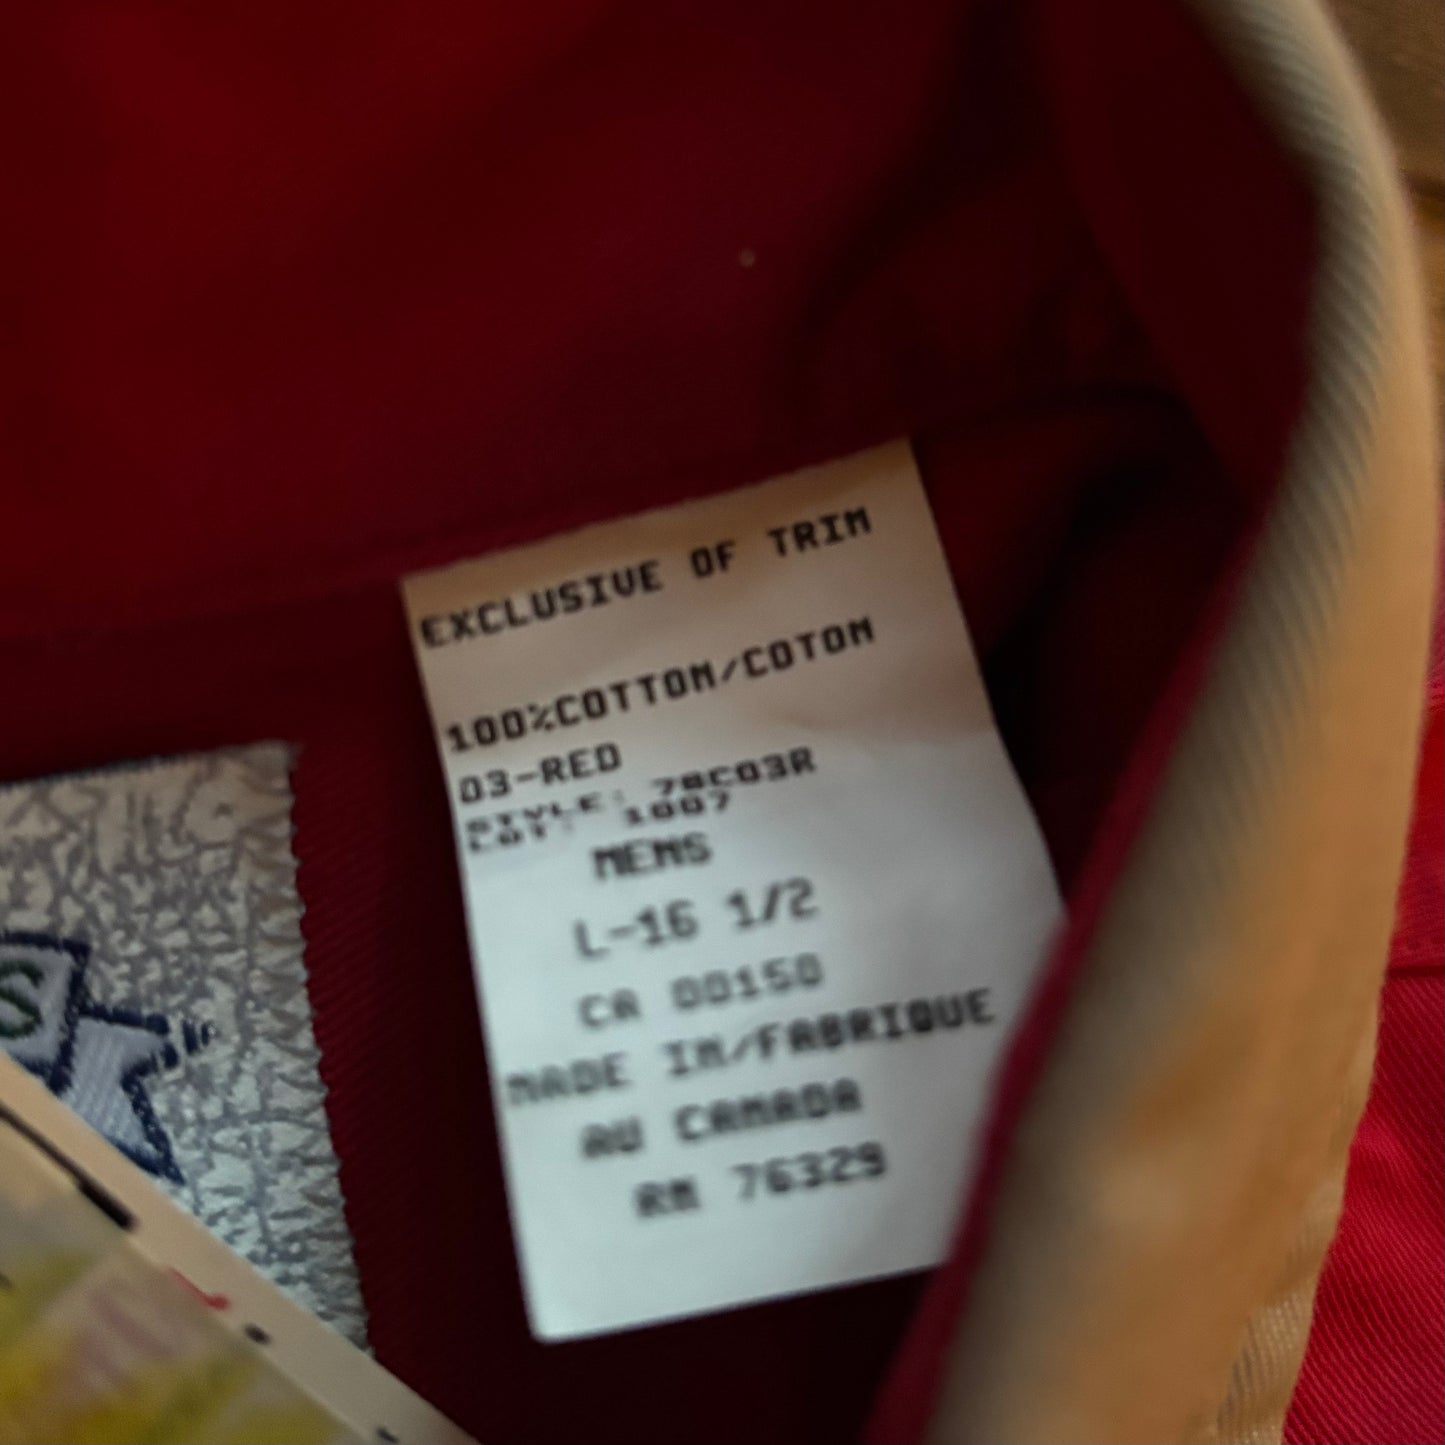 EXCLUSIVE OF TRIM
100%COTTON/COTON
03-RED
STYLE: 78C03R
LOT: 1007
MENS
L-16 1/2
CA 00150
MADE IN/FABRIQUE
AU CANADA
RN 76329
S